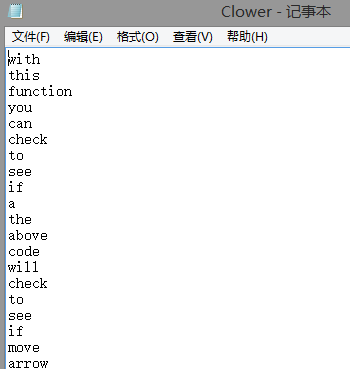 Clower - 记事本
文件(F) 编辑(E) 格式(O) 查看(V) 帮助(H)
with
this
function
you
can
check
to
see
if
a
the
above
code
will
check
to
see
if
move
arrow